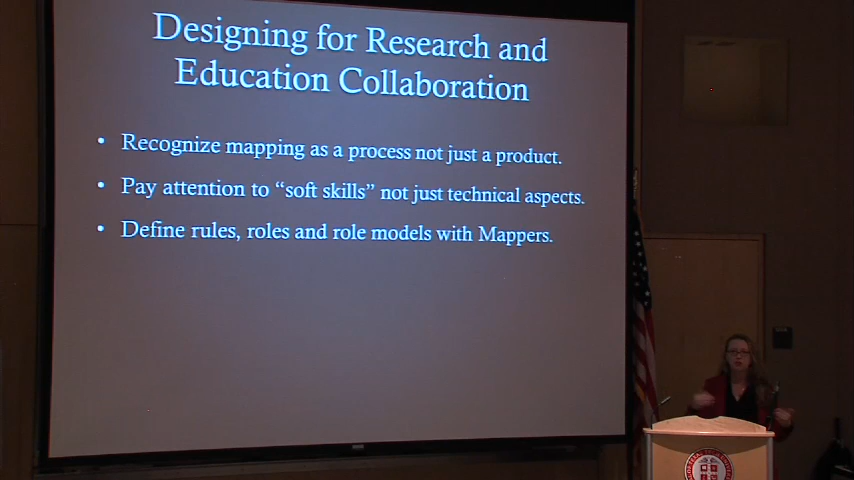 Designing for Research and
Education Collaboration
• Recognize mapping as a process not just a product.
• Pay attention to “soft skills” not just technical aspects.
• Define rules, roles and role models with Mappers.